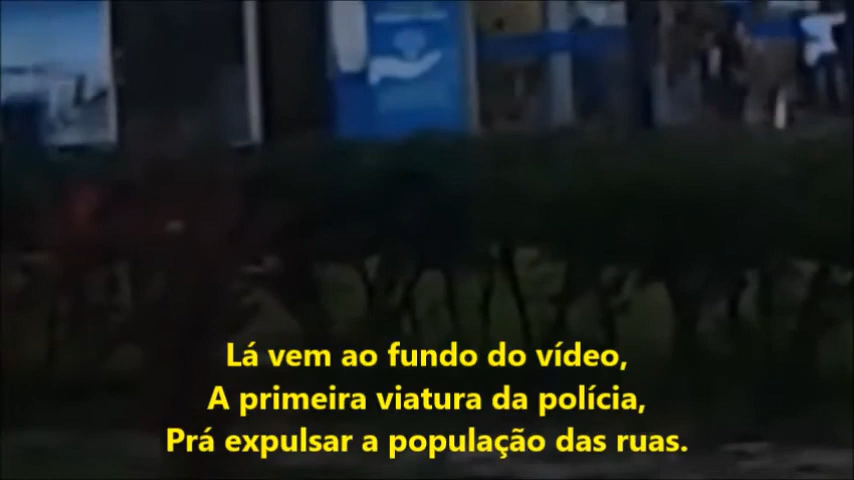 Lá vem ao fundo do vídeo,
A primeira viatura da polícia,
Prá expulsar a população das ruas.